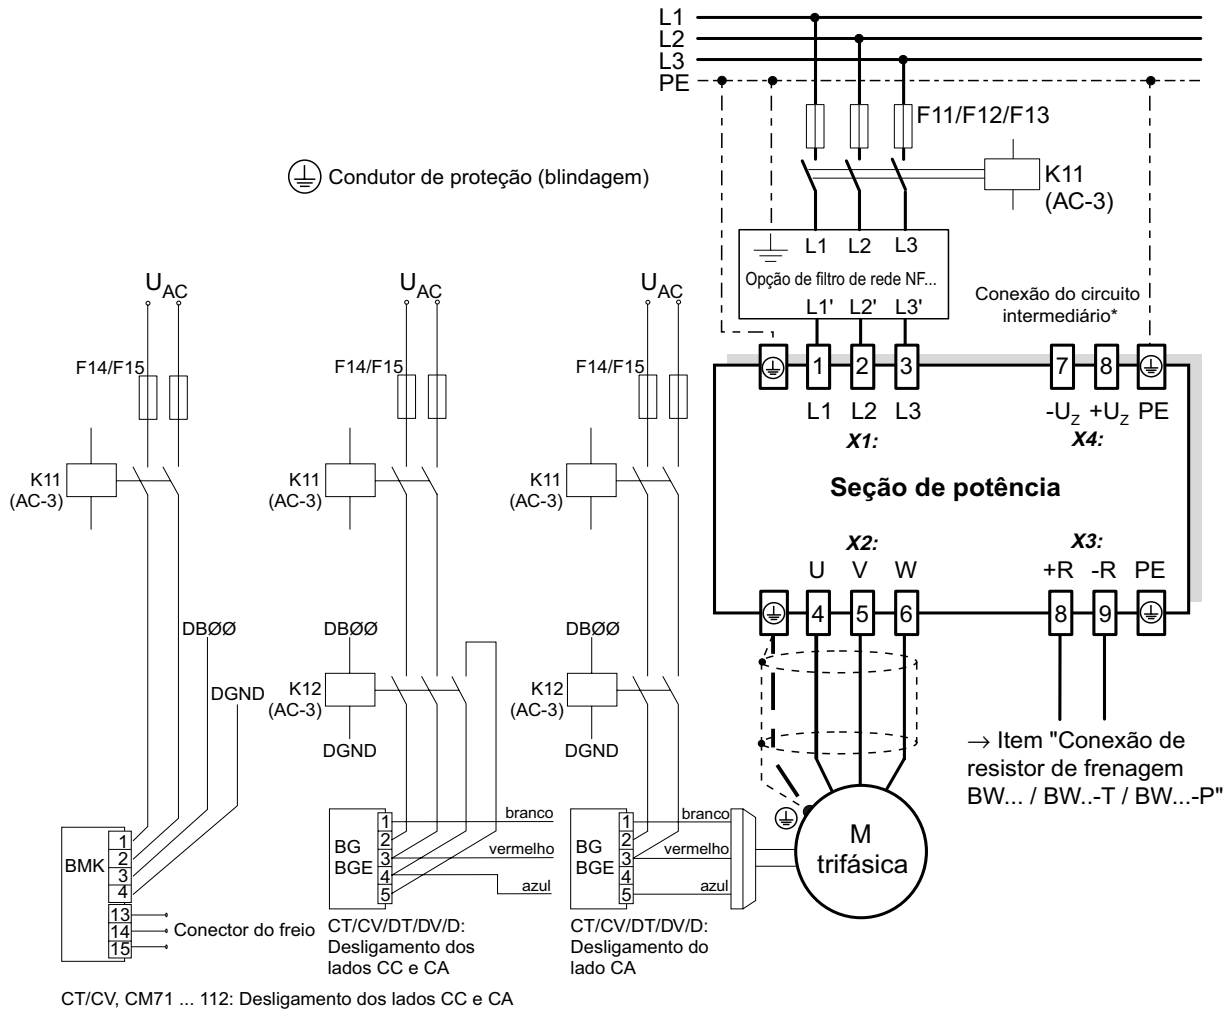 L1
L2
L3
PE
F11/F12/F13
K11
(AC-3)
Condutor de proteção (blindagem)
L1 L2 L3
Opção de filtro de rede NF...
L1' L2' L3'
Conexão do circuito
intermediário*
1 2 3 7 8
L1 L2 L3 -UZ +UZ PE
X1: X4:
Seção de potência
X2: X3:
U V W +R -R PE
4 5 6 8 9
→ Item "Conexão de
resistor de frenagem
BW... / BW..-T / BW...-P"
M
trifásica
UAC
F14/F15
K11
(AC-3)
DBØØ
DGND
BMK
1
2
3
4
13
14
15
Conector do freio
CT/CV, CM71 ... 112: Desligamento dos lados CC e CA
UAC
F14/F15
K11
(AC-3)
DBØØ
K12
(AC-3)
DGND
BG
BGE
1
2
3
4
5
branco
vermelho
azul
CT/CV/DT/DV/D:
Desligamento dos
lados CC e CA
UAC
F14/F15
K11
(AC-3)
DBØØ
K12
(AC-3)
DGND
BG
BGE
1
2
3
4
5
branco
vermelho
azul
CT/CV/DT/DV/D:
Desligamento do
lado CA